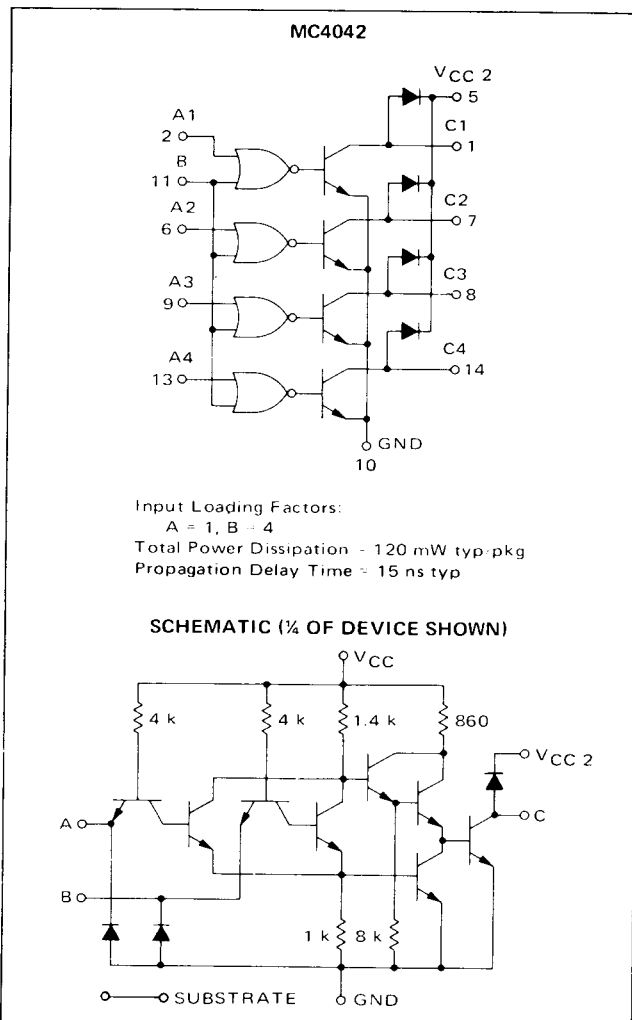 MC4042
VCC 2
5
A1
2
C1
1
B
11
A2
6
C2
7
A3
9
C3
8
A4
13
C4
14
GND
10
Input Loading Factors:
A = 1, B = 4
Total Power Dissipation = 120 mW typ/pkg
Propagation Delay Time = 15 ns typ
SCHEMATIC (¼ OF DEVICE SHOWN)
VCC
4 k
4 k
1.4 k
860
VCC 2
A
C
B
1 k
8 k
SUBSTRATE
GND